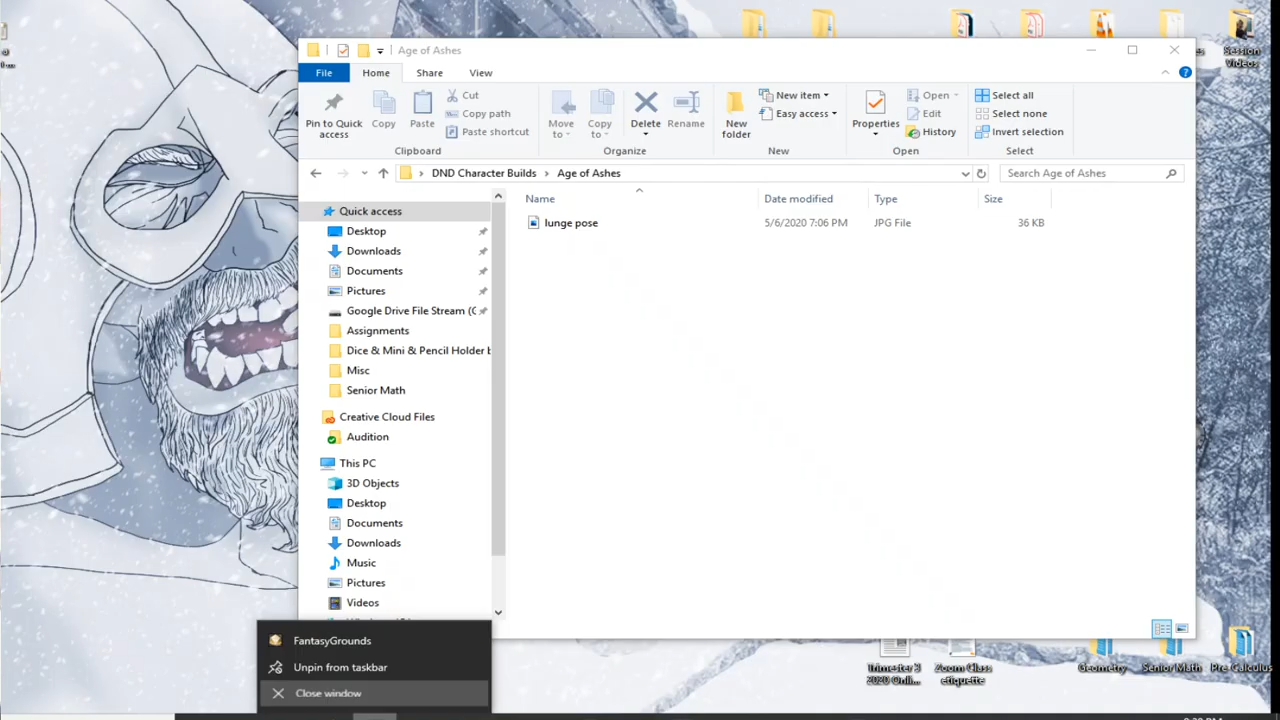 Age of Ashes
File Home Share View
Pin to Quick access
Copy
Paste
Cut
Copy path
Paste shortcut
Clipboard
Move to
Copy to
Delete
Rename
Organize
New folder
New item
Easy access
New
Properties
Open
Edit
History
Open
Select all
Select none
Invert selection
Select
DND Character Builds > Age of Ashes
Search Age of Ashes
Name Date modified Type Size
lunge pose 5/6/2020 7:06 PM JPG File 36 KB
Quick access
Desktop
Downloads
Documents
Pictures
Google Drive File Stream (
Assignments
Dice & Mini & Pencil Holder b
Misc
Senior Math
Creative Cloud Files
Audition
This PC
3D Objects
Desktop
Documents
Downloads
Music
Pictures
Videos
FantasyGrounds
Unpin from taskbar
Close window
Session
Videos
Trimester 3
2020 Onli...
Zoom Class
etiquette
Geometry
Senior Math
Pre-Calculus